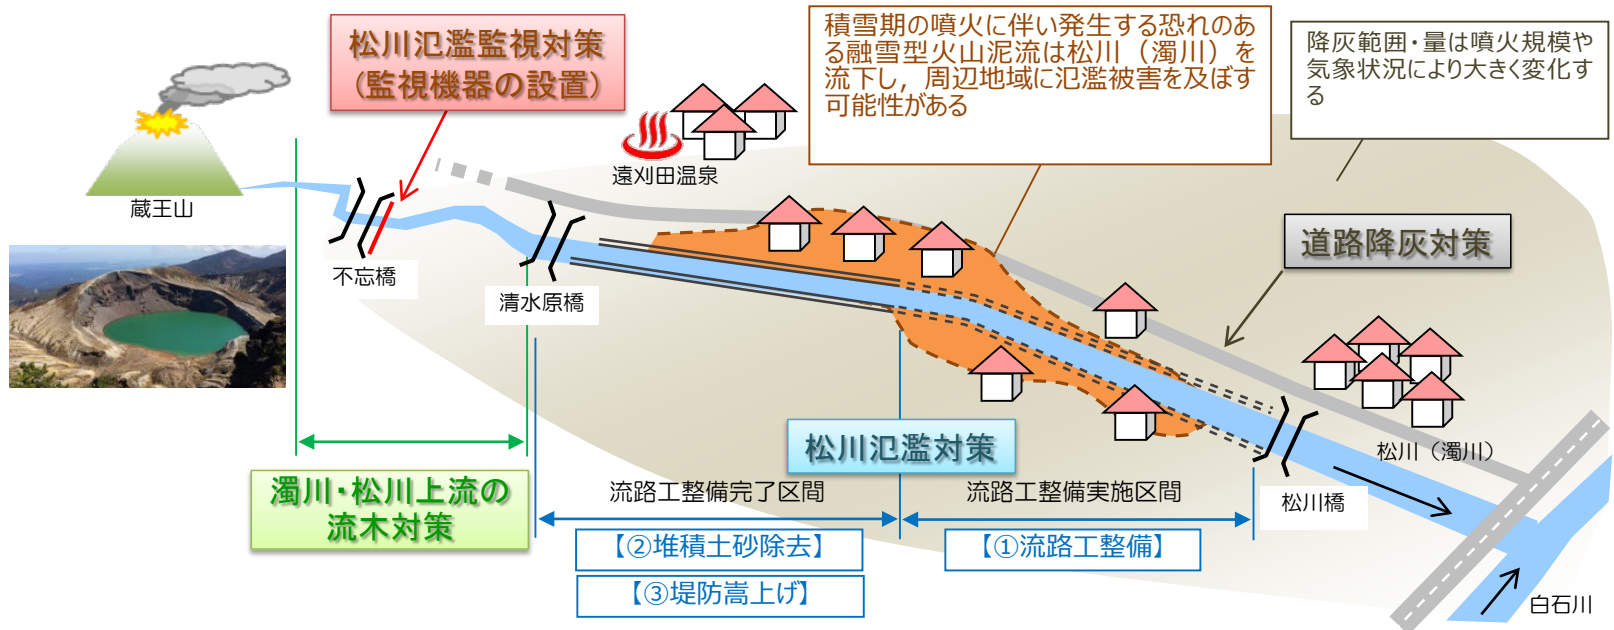 松川氾濫監視対策
(監視機器の設置)
積雪期の噴火に伴い発生する恐れのあ
る融雪型火山泥流は松川（濁川）を
流下し，周辺地域に氾濫被害を及ぼす
可能性がある
降灰範囲・量は噴火規模や
気象状況により大きく変化す
る
蔵王山
遠刈田温泉
不忘橋
清水原橋
道路降灰対策
松川氾濫対策
松川（濁川）
濁川・松川上流の
流木対策
流路工整備完了区間
流路工整備実施区間
松川橋
【②堆積土砂除去】
【①流路工整備】
【③堤防嵩上げ】
白石川